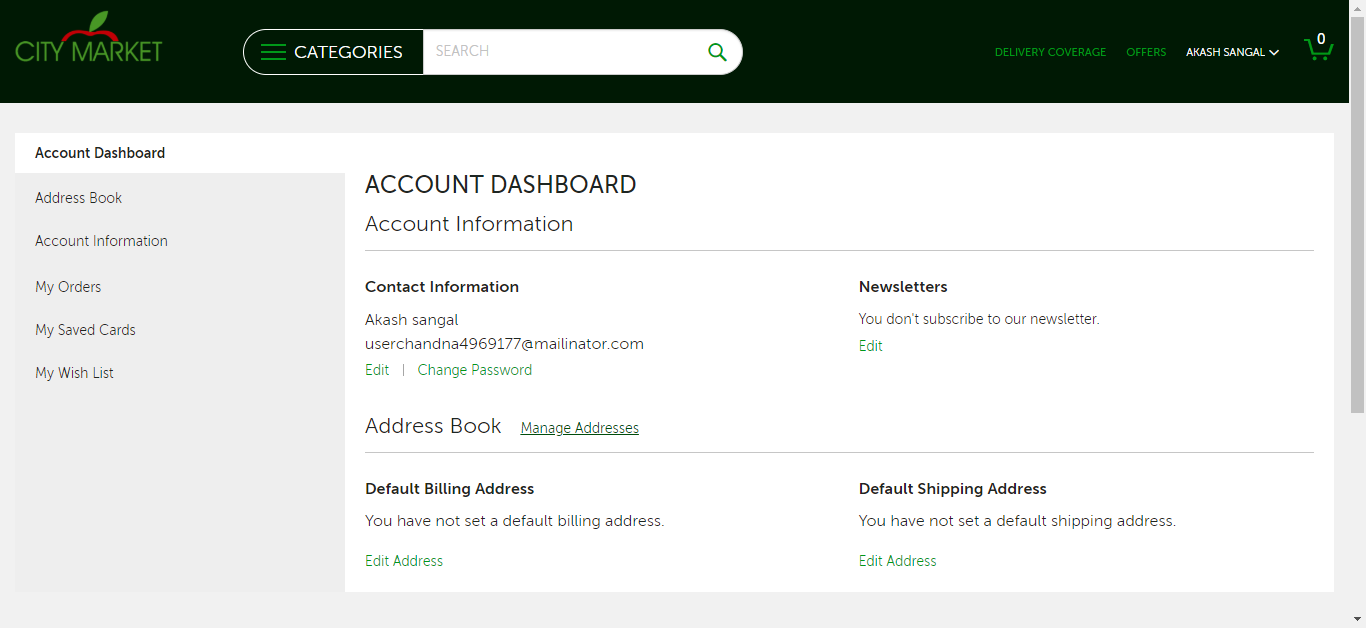 CITY MARKET
CATEGORIES
SEARCH
DELIVERY COVERAGE
OFFERS
AKASH SANGAL
0
Account Dashboard
Address Book
Account Information
My Orders
My Saved Cards
My Wish List
ACCOUNT DASHBOARD
Account Information
Contact Information
Akash sangal
userchandna4969177@mailinator.com
Edit | Change Password
Newsletters
You don't subscribe to our newsletter.
Edit
Address Book Manage Addresses
Default Billing Address
You have not set a default billing address.
Edit Address
Default Shipping Address
You have not set a default shipping address.
Edit Address